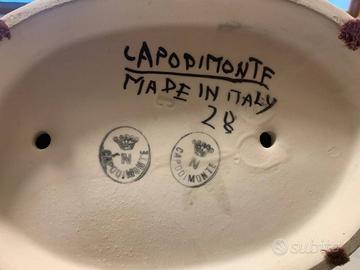 CAPODIMONTE
MADE IN ITALY
28
N
CAPODIMONTE
N
CAPODIMONTE
subito